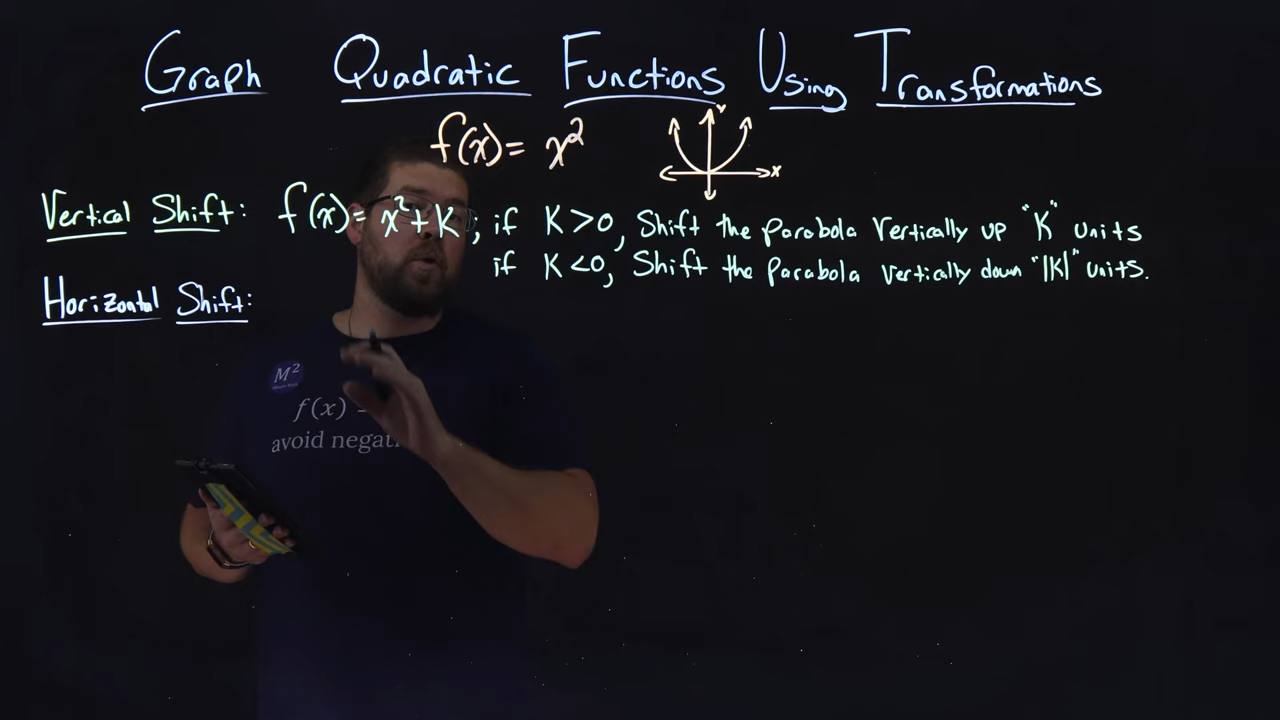 Graph Quadratic Functions Using Transformations
f(x) = x²
Y
x
Vertical Shift: f(x) = x² + K ; if K > 0, Shift the parabola Vertically up "K" units
if K < 0, Shift the Parabola vertically down "|K|" units.
Horizontal Shift:
M²
f(x) =
avoid